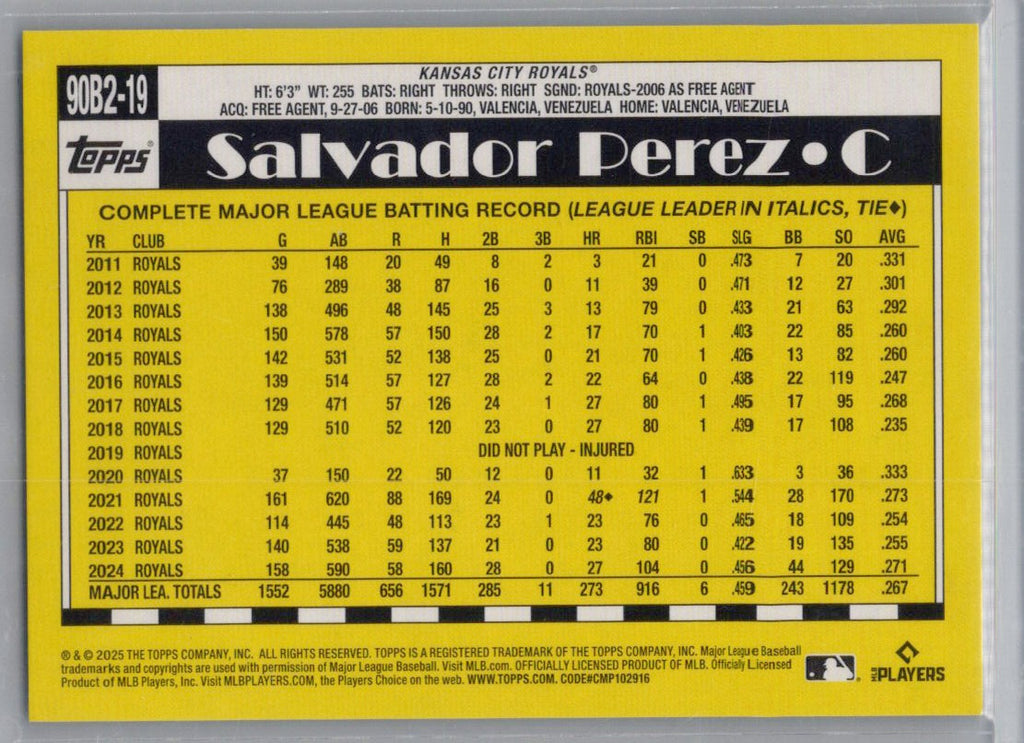 90B2-19
KANSAS CITY ROYALS®
HT: 6'3" WT: 255 BATS: RIGHT THROWS: RIGHT SGND: ROYALS-2006 AS FREE AGENT
ACQ: FREE AGENT, 9-27-06 BORN: 5-10-90, VALENCIA, VENEZUELA HOME: VALENCIA, VENEZUELA
topps®
Salvador Perez • C
COMPLETE MAJOR LEAGUE BATTING RECORD (LEAGUE LEADER IN ITALICS, TIE◆)
YR CLUB G AB R H 2B 3B HR RBI SB SLG BB SO AVG
2011 ROYALS 39 148 20 49 8 2 3 21 0 .473 7 20 .331
2012 ROYALS 76 289 38 87 16 0 11 39 0 .471 12 27 .301
2013 ROYALS 138 496 48 145 25 3 13 79 0 .433 21 63 .292
2014 ROYALS 150 578 57 150 28 2 17 70 1 .403 22 85 .260
2015 ROYALS 142 531 52 138 25 0 21 70 1 .426 13 82 .260
2016 ROYALS 139 514 57 127 28 2 22 64 0 .438 22 119 .247
2017 ROYALS 129 471 57 126 24 1 27 80 1 .495 17 95 .268
2018 ROYALS 129 510 52 120 23 0 27 80 1 .439 17 108 .235
2019 ROYALS DID NOT PLAY - INJURED
2020 ROYALS 37 150 22 50 12 0 11 32 1 .633 3 36 .333
2021 ROYALS 161 620 88 169 24 0 48◆ 121 1 .544 28 170 .273
2022 ROYALS 114 445 48 113 23 1 23 76 0 .465 18 109 .254
2023 ROYALS 140 538 59 137 21 0 23 80 0 .422 19 135 .255
2024 ROYALS 158 590 58 160 28 0 27 104 0 .456 44 129 .271
MAJOR LEA. TOTALS 1552 5880 656 1571 285 11 273 916 6 .459 243 1178 .267
® & © 2025 THE TOPPS COMPANY, INC. ALL RIGHTS RESERVED. TOPPS IS A REGISTERED TRADEMARK OF THE TOPPS COMPANY, INC. Major League Baseball
trademarks and copyrights are used with permission of Major League Baseball. Visit MLB.com. OFFICIALLY LICENSED PRODUCT OF MLB. Officially Licensed
Product of MLB Players, Inc. Visit MLBPLAYERS.COM, the Players Choice on the web. WWW.TOPPS.COM. CODE#CMP102916
MLB PLAYERS